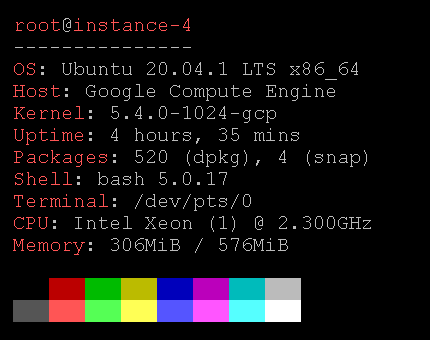 root@instance-4
---------------
OS: Ubuntu 20.04.1 LTS x86_64
Host: Google Compute Engine
Kernel: 5.4.0-1024-gcp
Uptime: 4 hours, 35 mins
Packages: 520 (dpkg), 4 (snap)
Shell: bash 5.0.17
Terminal: /dev/pts/0
CPU: Intel Xeon (1) @ 2.300GHz
Memory: 306MiB / 576MiB